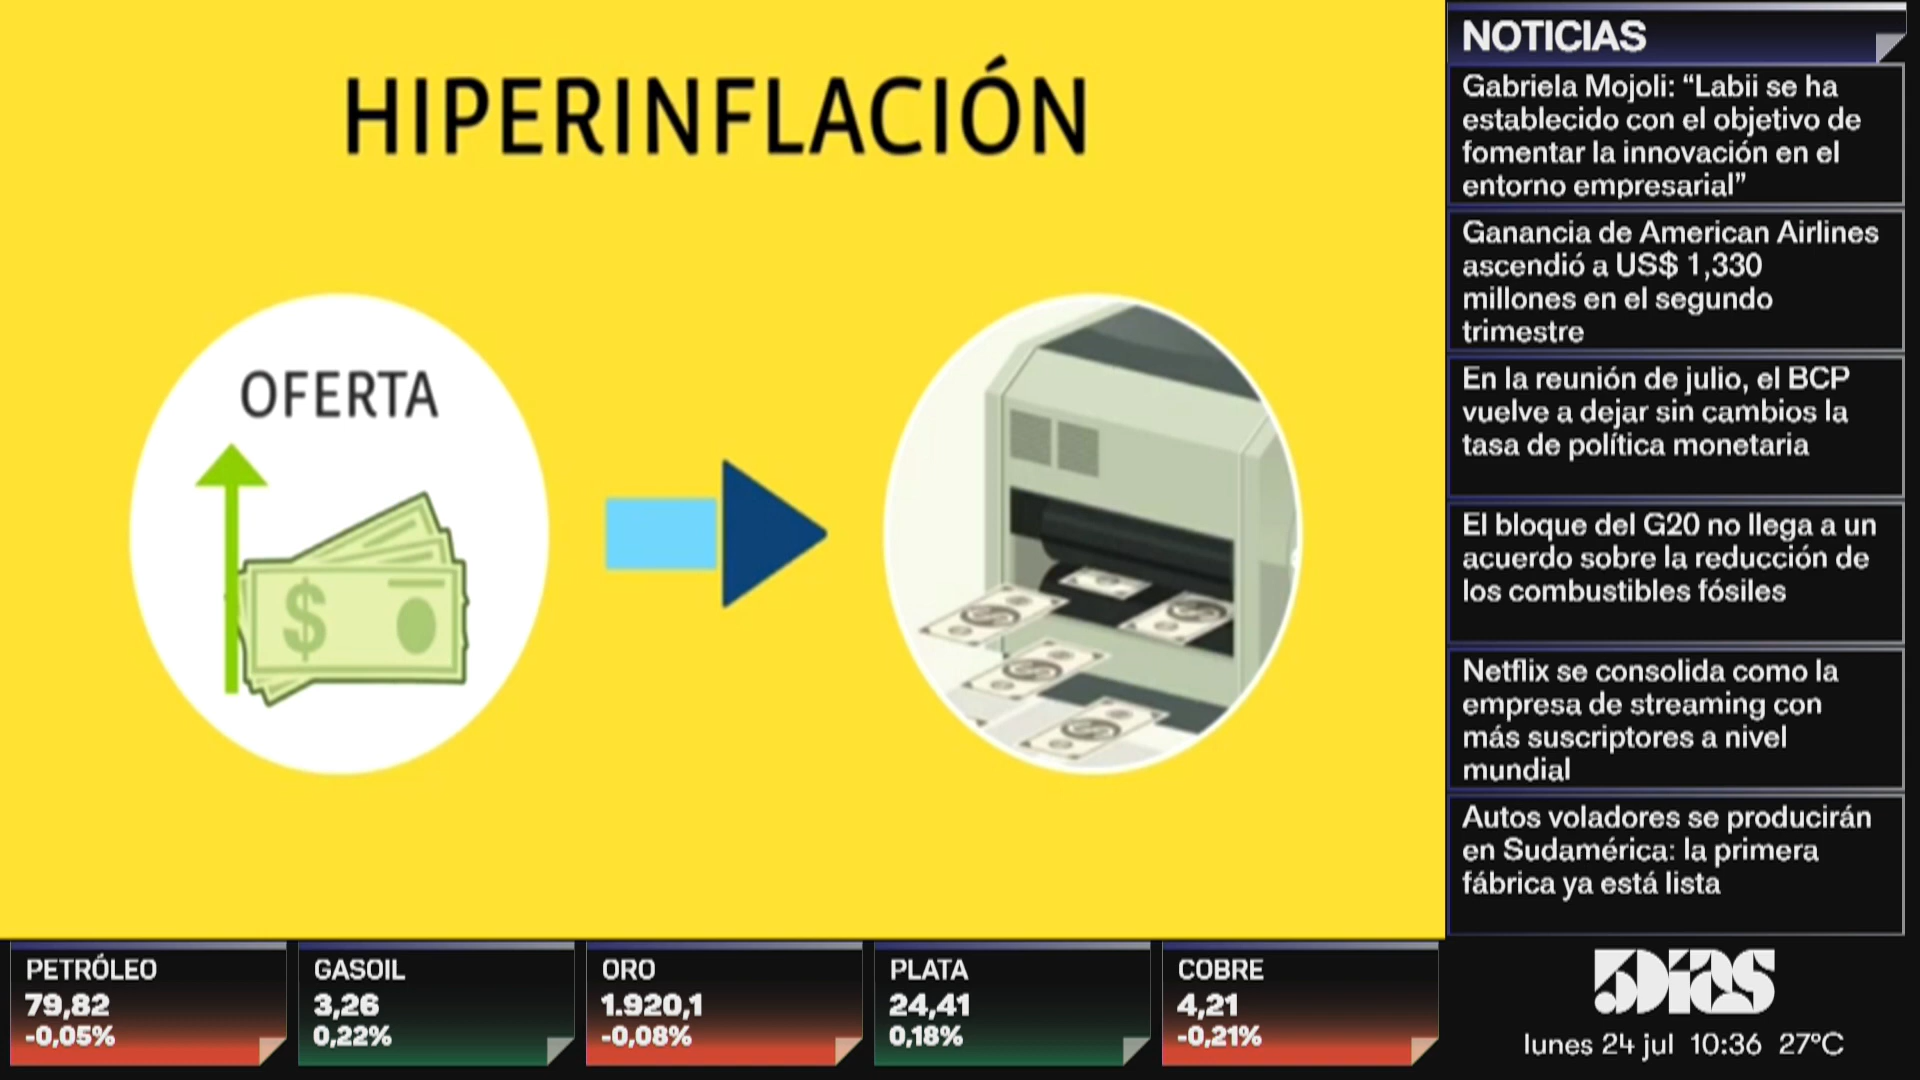 HIPERINFLACIÓN
OFERTA
$
NOTICIAS
Gabriela Mojoli: “Labii se ha
establecido con el objetivo de
fomentar la innovación en el
entorno empresarial”
Ganancia de American Airlines
ascendió a US$ 1,330
millones en el segundo
trimestre
En la reunión de julio, el BCP
vuelve a dejar sin cambios la
tasa de política monetaria
El bloque del G20 no llega a un
acuerdo sobre la reducción de
los combustibles fósiles
Netflix se consolida como la
empresa de streaming con
más suscriptores a nivel
mundial
Autos voladores se producirán
en Sudamérica: la primera
fábrica ya está lista
PETRÓLEO
79,82
-0,05%
GASOIL
3,26
0,22%
ORO
1.920,1
-0,08%
PLATA
24,41
0,18%
COBRE
4,21
-0,21%
5Días
lunes 24 jul 10:36 27°C